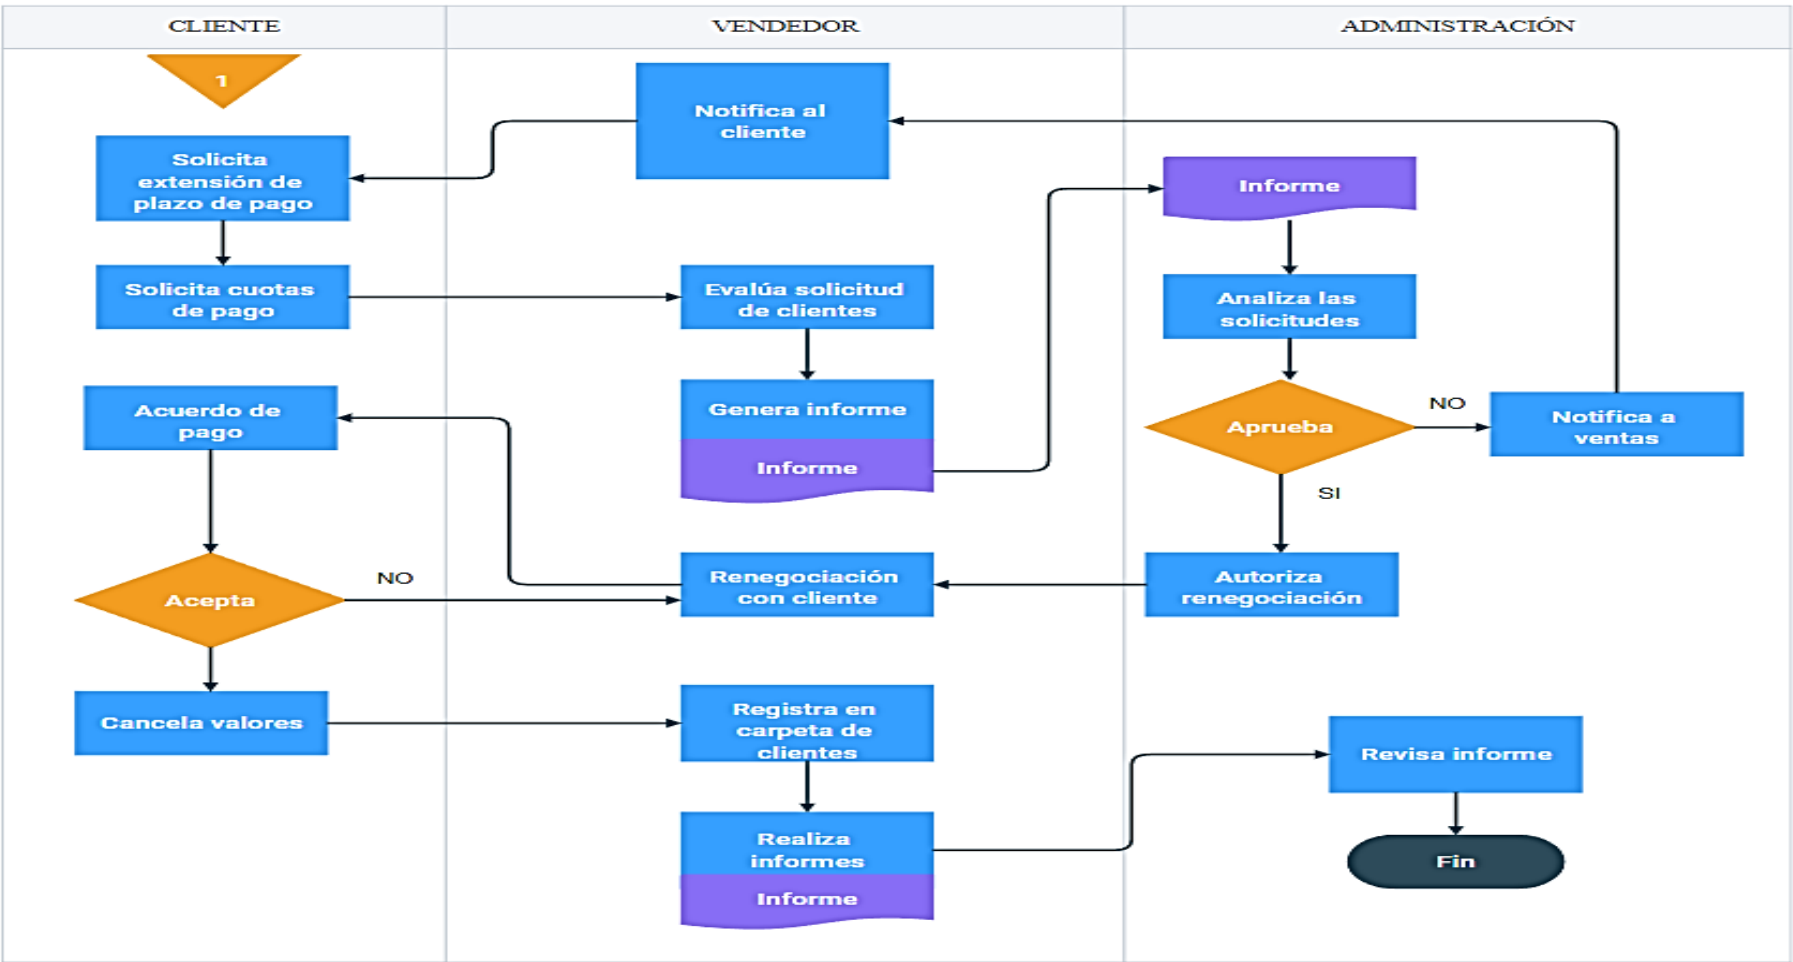 CLIENTE
VENDEDOR
ADMINISTRACIÓN
1
Notifica al
cliente
Solicita
extensión de
plazo de pago
Informe
Solicita cuotas
de pago
Evalúa solicitud
de clientes
Analiza las
solicitudes
Acuerdo de
pago
Genera informe
Informe
Aprueba
NO
Notifica a
ventas
SI
Acepta
NO
Renegociación
con cliente
Autoriza
renegociación
Cancela valores
Registra en
carpeta de
clientes
Revisa informe
Realiza
informes
Informe
Fin